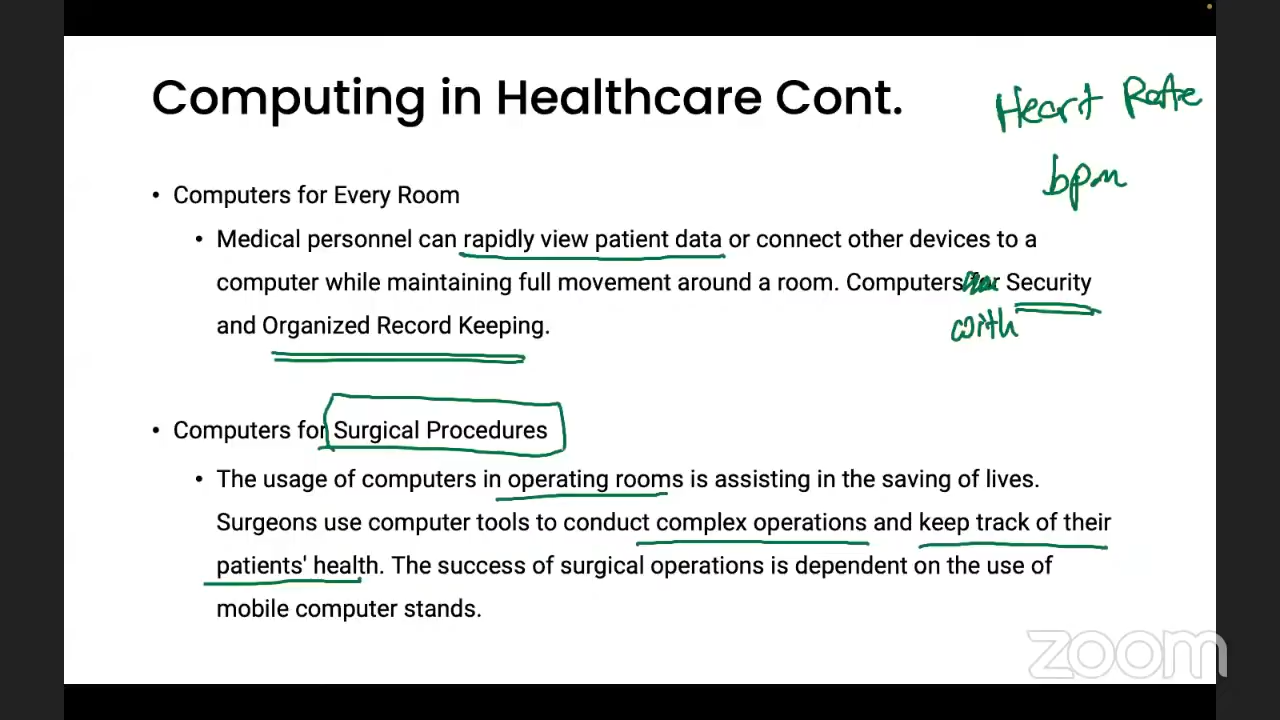 Computing in Healthcare Cont.
Heart Rate
bpm
• Computers for Every Room
• Medical personnel can rapidly view patient data or connect other devices to a
computer while maintaining full movement around a room. Computers for Security
with
and Organized Record Keeping.
• Computers for Surgical Procedures
• The usage of computers in operating rooms is assisting in the saving of lives.
Surgeons use computer tools to conduct complex operations and keep track of their
patients' health. The success of surgical operations is dependent on the use of
mobile computer stands.
zoom